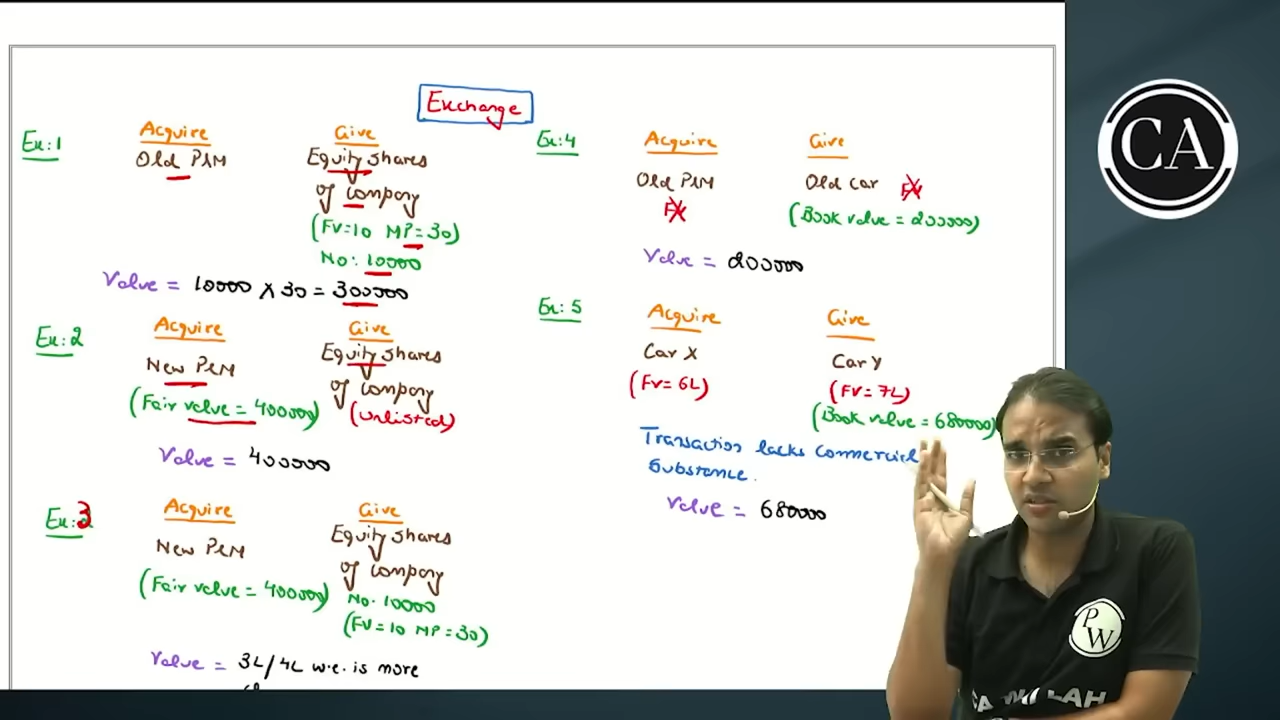 Exchange
Ex:1
Acquire
Give
Old P&M
Equity shares
of company
(FV=10 MP=30)
No: 10000
Value = 10000 x 30 = 300000
Ex:2
Acquire
Give
New P&M
Equity shares
of company
(Fair value = 400000)
(Unlisted)
Value = 400000
Ex:3
Acquire
Give
New P&M
Equity shares
of company
(Fair value = 400000)
No. 10000
(FV=10 MP=30)
Value = 3L/4L w.e. is more
Ex:4
Acquire
Give
Old P&M
Old car
FV
FV
(Book value = 200000)
Value = 200000
Ex:5
Acquire
Give
Car X
Car Y
(FV= 6L)
(FV= 7L)
(Book value = 680000)
Transaction lacks commercial
Substance.
Value = 680000
CA
PW
CA WALLAH